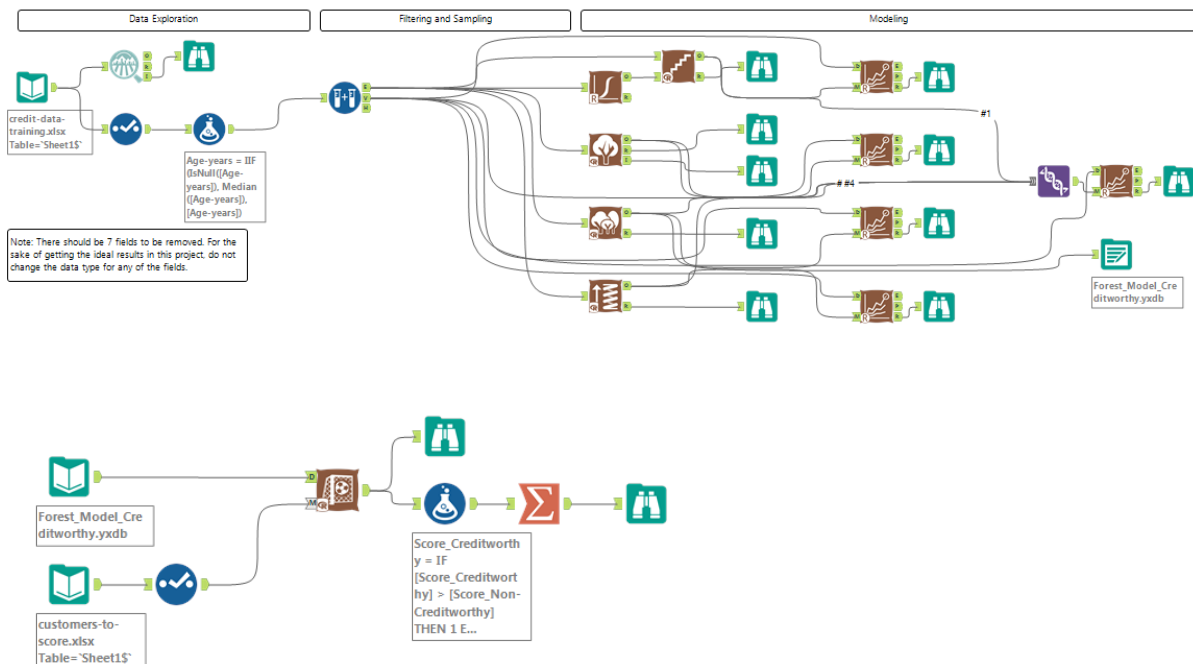 Data Exploration
Filtering and Sampling
Modeling
credit-data-
training.xlsx
Table=`Sheet1$`
Age-years = IIF
(IsNull([Age-
years]), Median
([Age-years]),
[Age-years])
Note: There should be 7 fields to be removed. For the
sake of getting the ideal results in this project, do not
change the data type for any of the fields.
#1
# #4
Forest_Model_Cre
ditworthy.yxdb
Forest_Model_Cre
ditworthy.yxdb
customers-to-
score.xlsx
Table=`Sheet1$`
Score_Creditworth
y = IF
[Score_Creditwort
hy] > [Score_Non-
Creditworthy]
THEN 1 E...